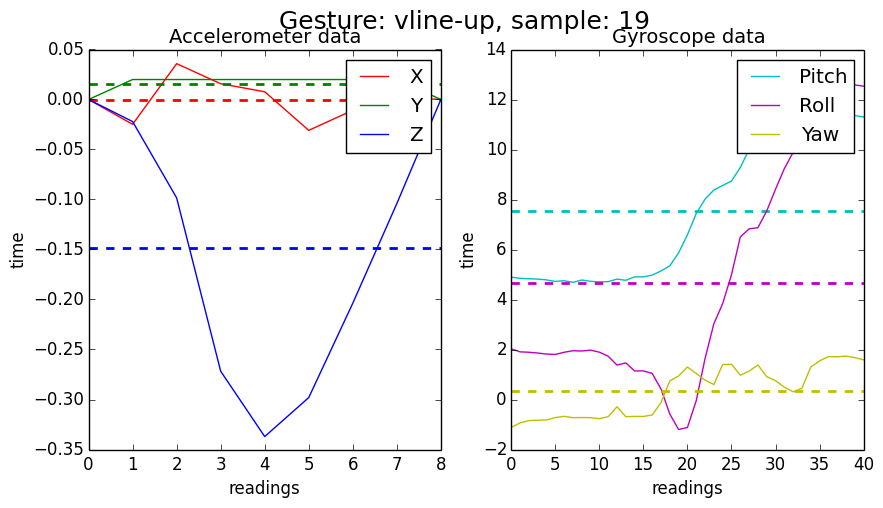 Gesture: vline-up, sample: 19
Accelerometer data
0.05
0.00
−0.05
−0.10
−0.15
−0.20
−0.25
−0.30
−0.35
time
X
Y
Z
0 1 2 3 4 5 6 7 8
readings
Gyroscope data
14
12
10
8
6
4
2
0
−2
time
Pitch
Roll
Yaw
0 5 10 15 20 25 30 35 40
readings